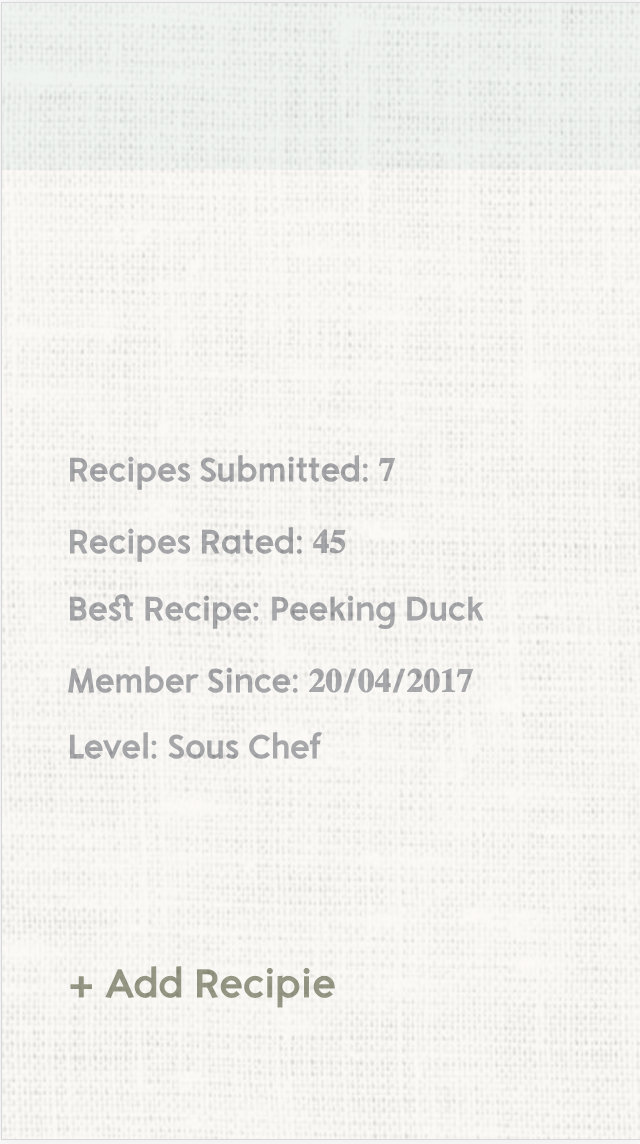 Recipes Submitted: 7
Recipes Rated: 45
Best Recipe: Peeking Duck
Member Since: 20/04/2017
Level: Sous Chef
+ Add Recipie